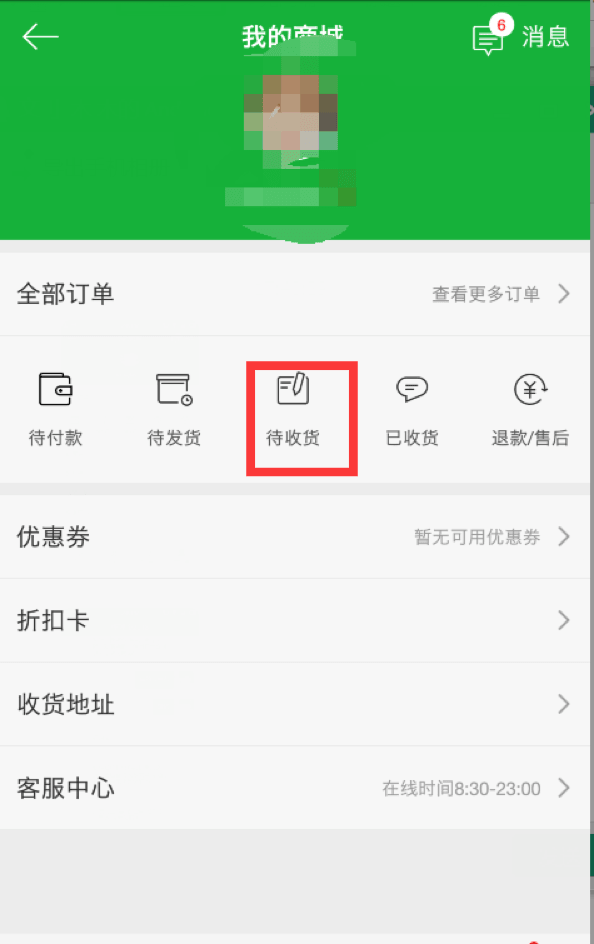 我的商城
6
消息
全部订单
查看更多订单
待付款
待发货
待收货
已收货
退款/售后
优惠券
暂无可用优惠券
折扣卡
收货地址
客服中心
在线时间8:30-23:00